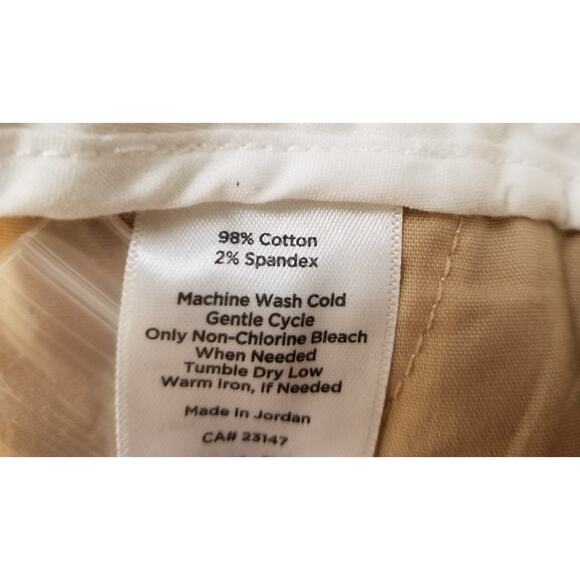 98% Cotton
2% Spandex
Machine Wash Cold
Gentle Cycle
Only Non-Chlorine Bleach
When Needed
Tumble Dry Low
Warm Iron, If Needed
Made in Jordan
CA# 23147